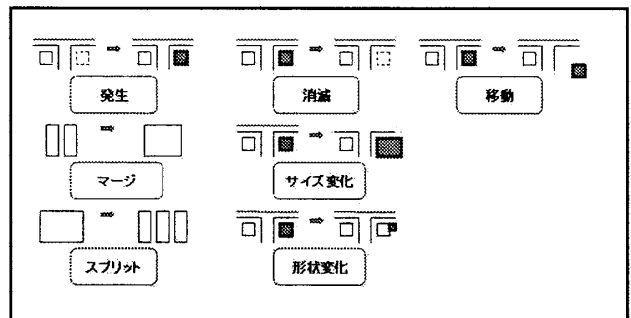 発生
消滅
移動
マージ
サイズ変化
スプリット
形状変化